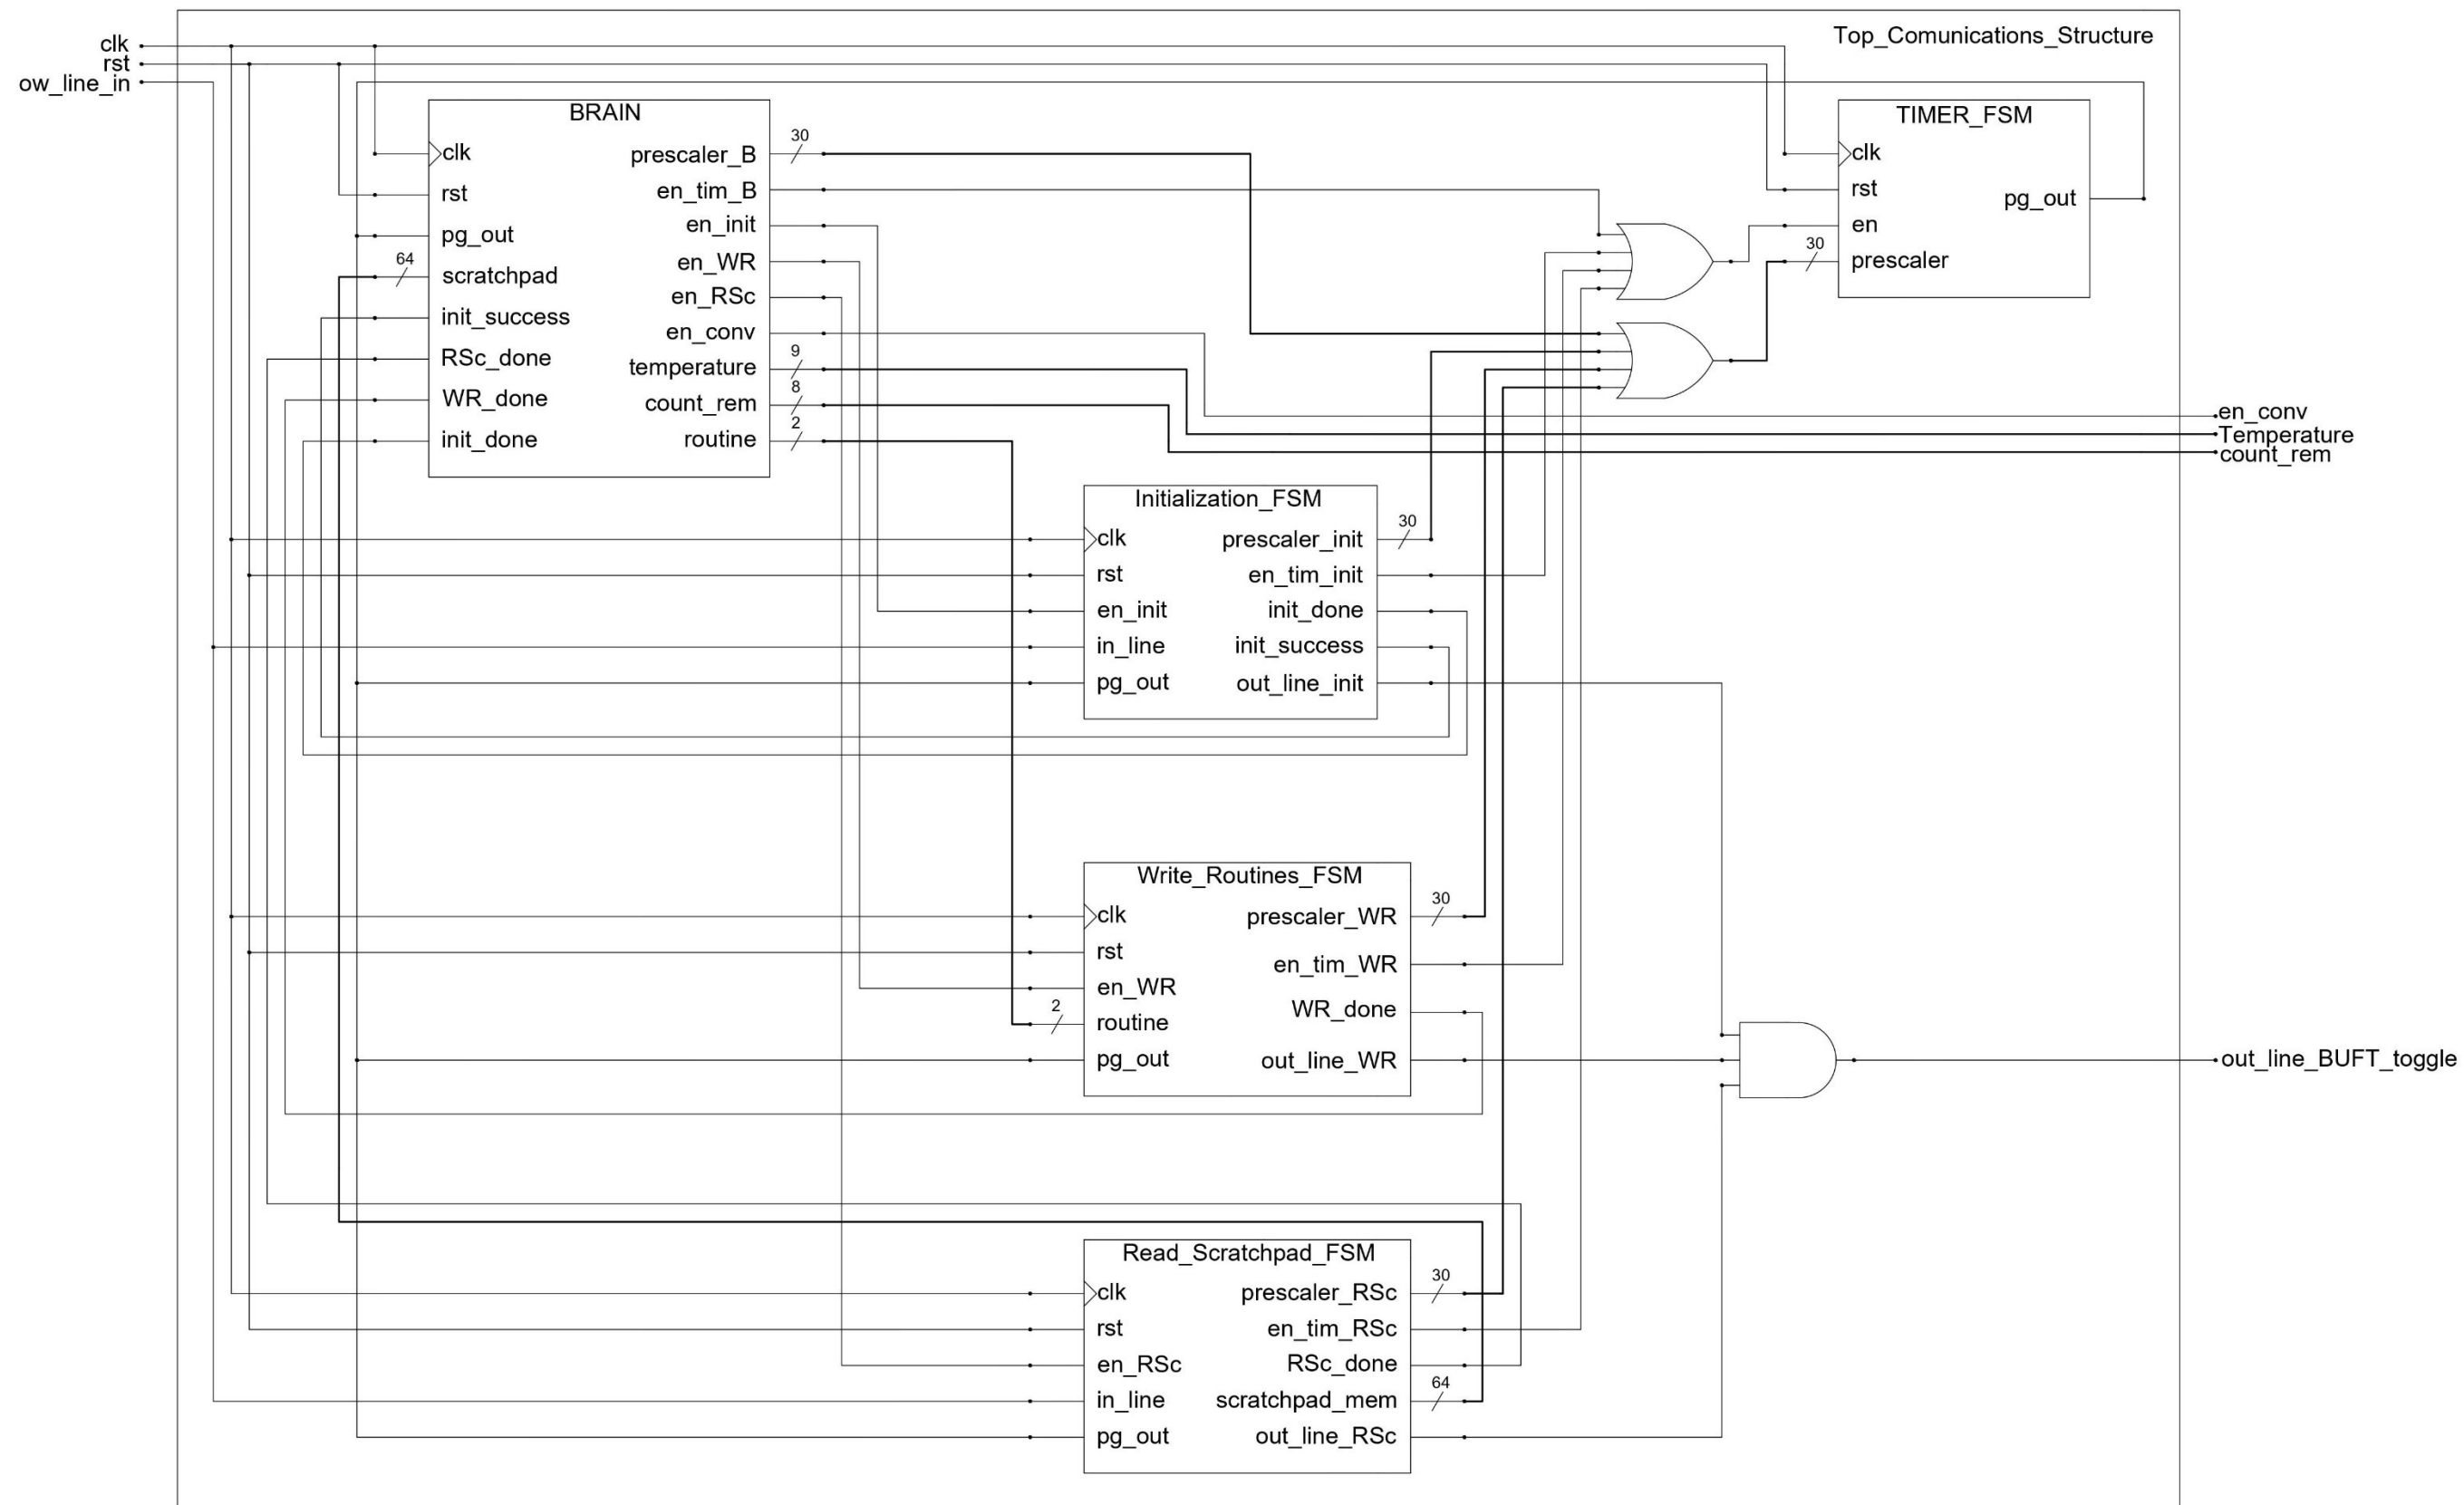 Top_Comunications_Structure
clk
rst
ow_line_in
BRAIN
clk
rst
pg_out
64
scratchpad
init_success
RSc_done
WR_done
init_done
prescaler_B
30
en_tim_B
en_init
en_WR
en_RSc
en_conv
temperature
9
count_rem
8
routine
2
TIMER_FSM
clk
rst
en
30
prescaler
pg_out
en_conv
Temperature
count_rem
Initialization_FSM
clk
rst
en_init
in_line
pg_out
prescaler_init
30
en_tim_init
init_done
init_success
out_line_init
Write_Routines_FSM
clk
rst
en_WR
2
routine
pg_out
prescaler_WR
30
en_tim_WR
WR_done
out_line_WR
out_line_BUFT_toggle
Read_Scratchpad_FSM
clk
rst
en_RSc
in_line
pg_out
prescaler_RSc
30
en_tim_RSc
RSc_done
scratchpad_mem
64
out_line_RSc